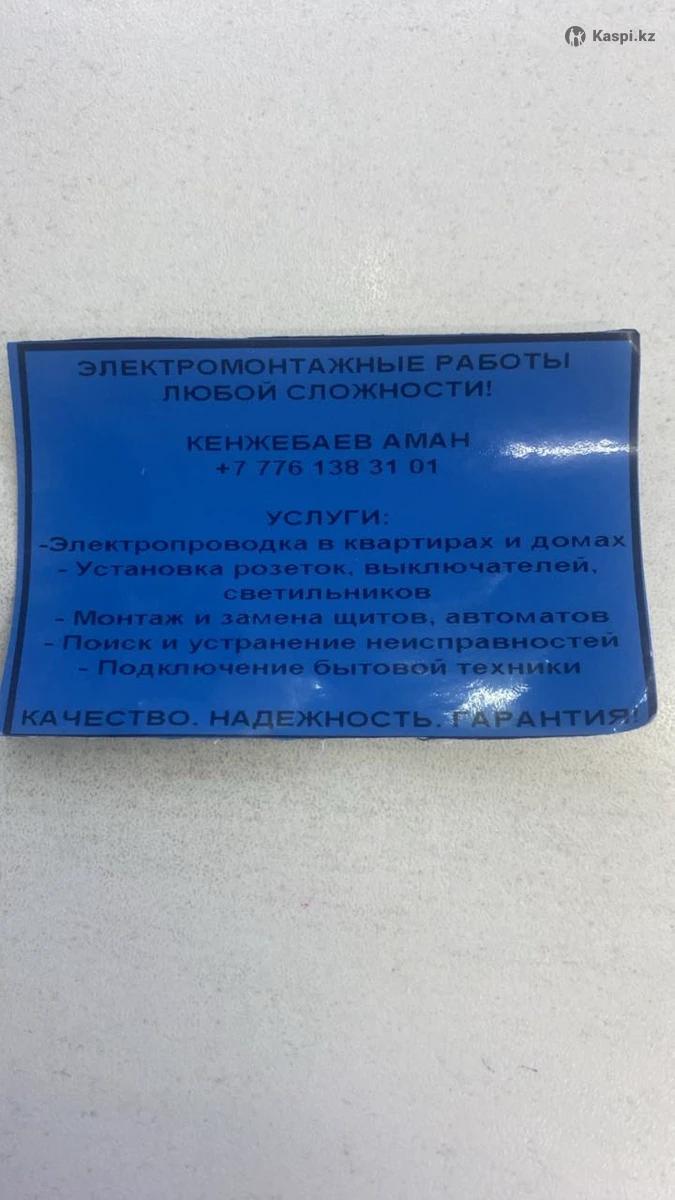 Kaspi.kz
ЭЛЕКТРОМОНТАЖНЫЕ РАБОТЫ
ЛЮБОЙ СЛОЖНОСТИ!
КЕНЖЕБАЕВ АМАН
+7 776 138 31 01
УСЛУГИ:
-Электропроводка в квартирах и домах
- Установка розеток, выключателей,
светильников
- Монтаж и замена щитов, автоматов
- Поиск и устранение неисправностей
- Подключение бытовой техники
КАЧЕСТВО. НАДЕЖНОСТЬ. ГАРАНТИЯ!